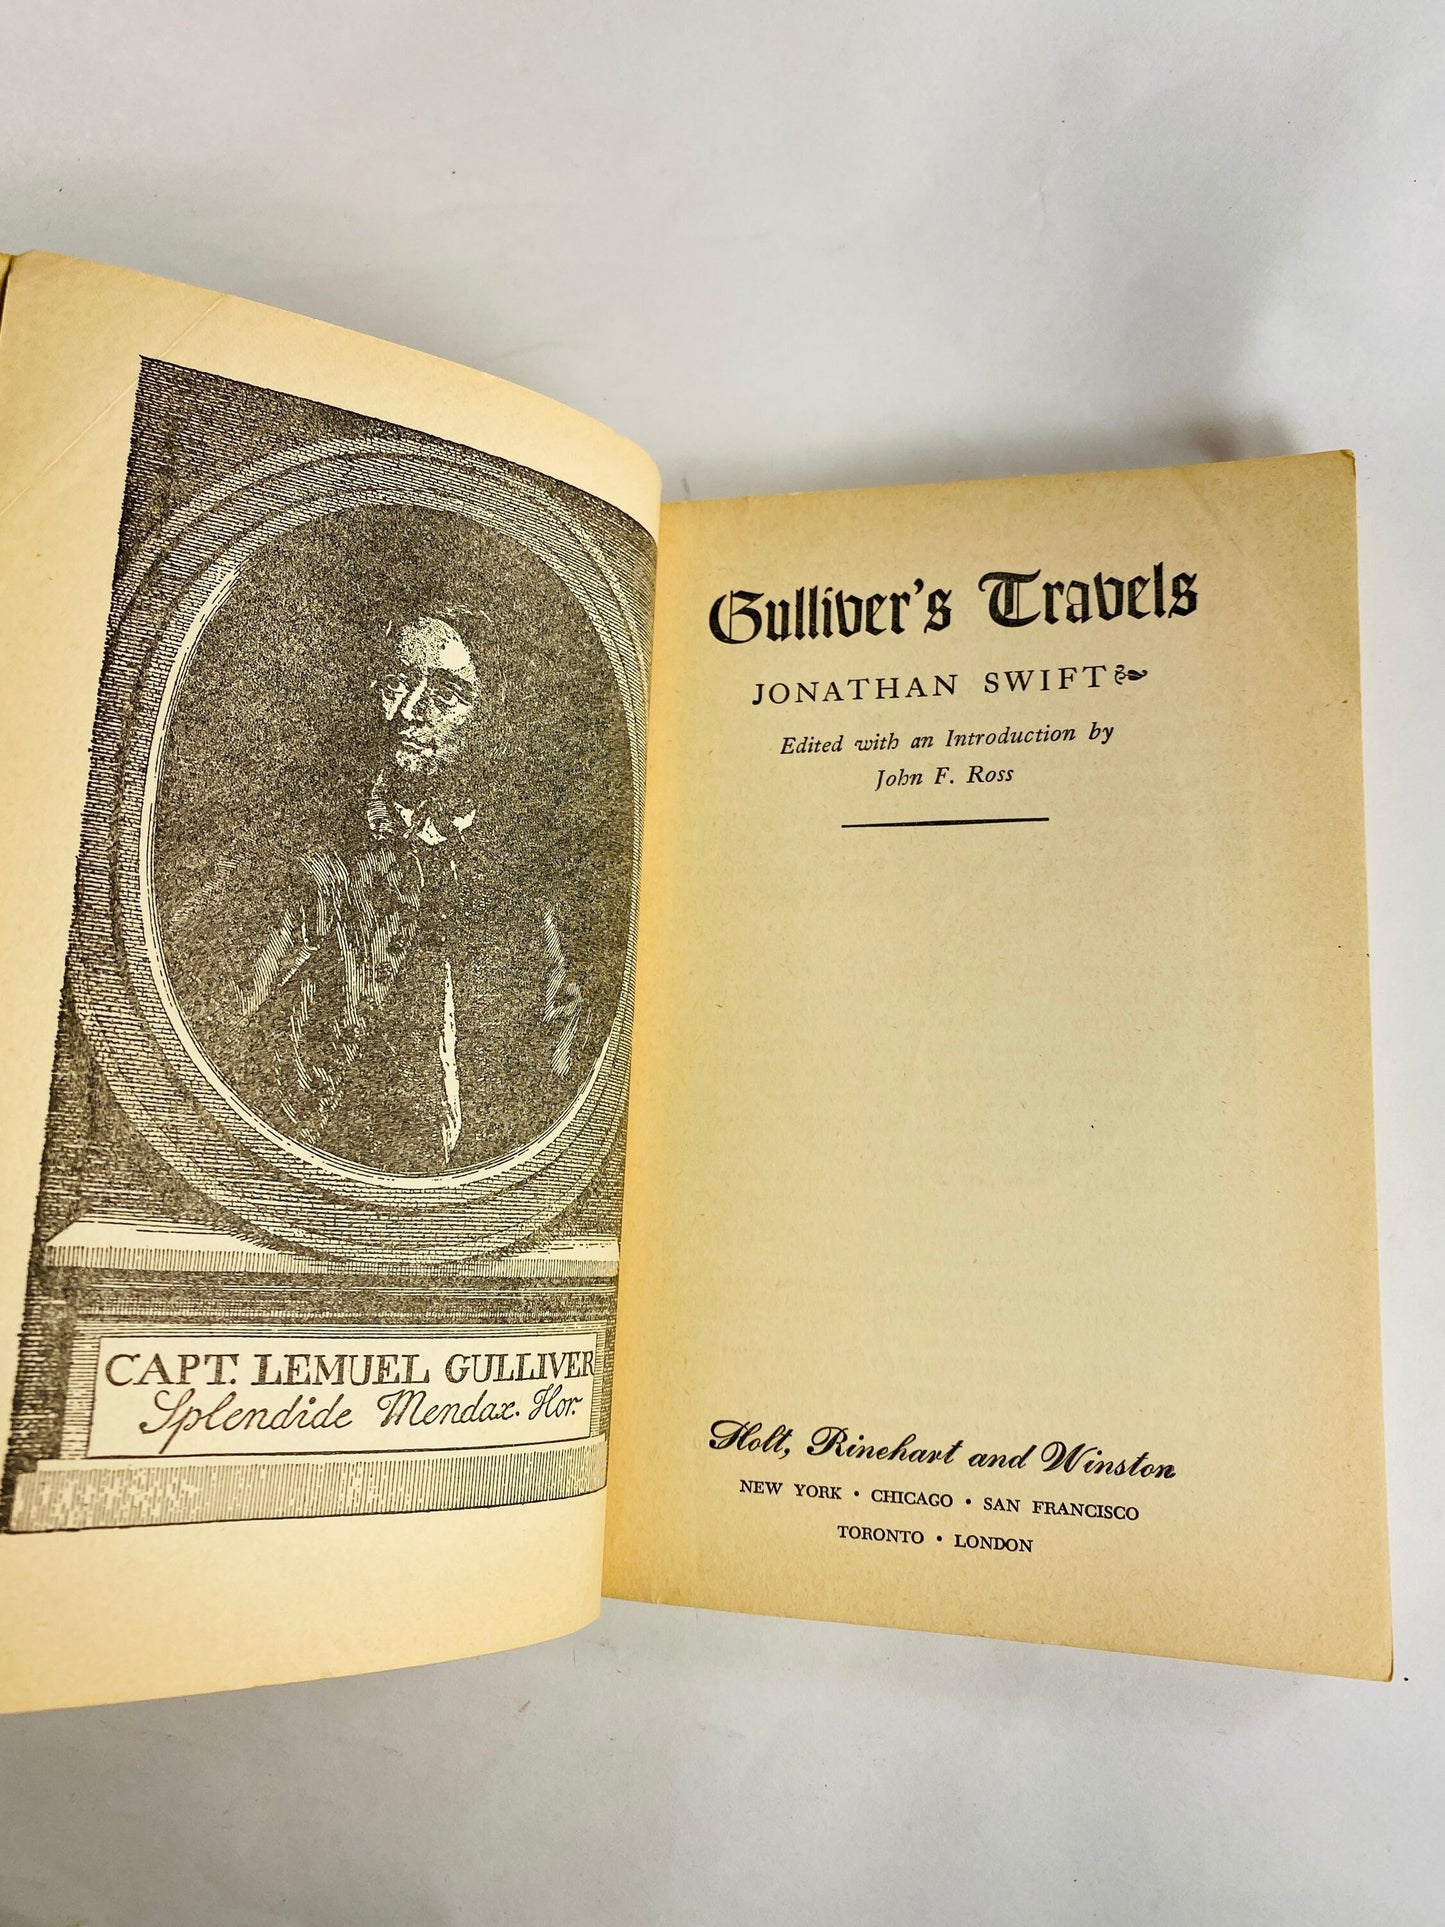 CAPT. LEMUEL GULLIVER
Splendide Mendax. Hor.
Gulliver's Travels
JONATHAN SWIFT
Edited with an Introduction by
John F. Ross
Holt, Rinehart and Winston
NEW YORK • CHICAGO • SAN FRANCISCO
TORONTO • LONDON